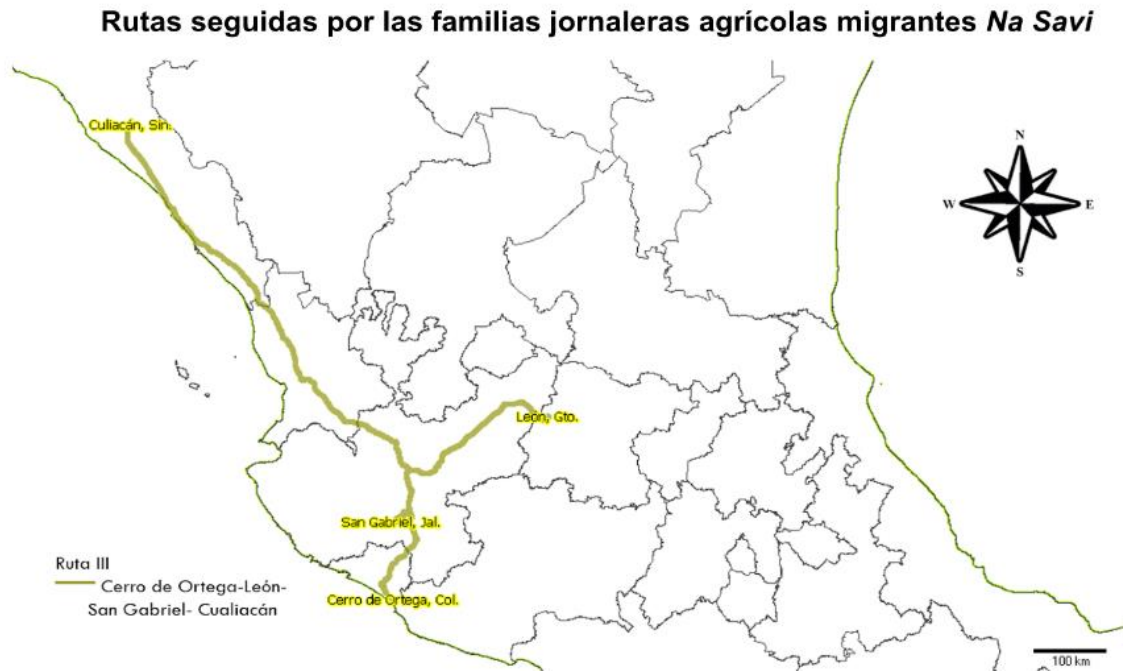 Rutas seguidas por las familias jornaleras agrícolas migrantes Na Savi
Culiacán, Sin.
N
W
E
S
León, Gto.
San Gabriel, Jal.
Ruta III
Cerro de Ortega-León-
San Gabriel- Cualiacán
Cerro de Ortega, Col.
100 km